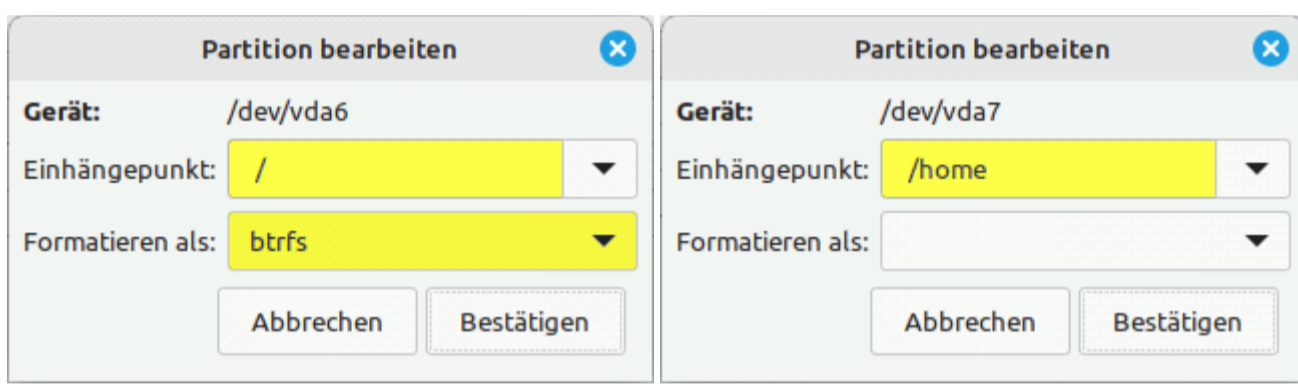 Partition bearbeiten
Gerät: /dev/vda6
Einhängepunkt: /
Formatieren als: btrfs
Abbrechen Bestätigen
Partition bearbeiten
Gerät: /dev/vda7
Einhängepunkt: /home
Formatieren als:
Abbrechen Bestätigen